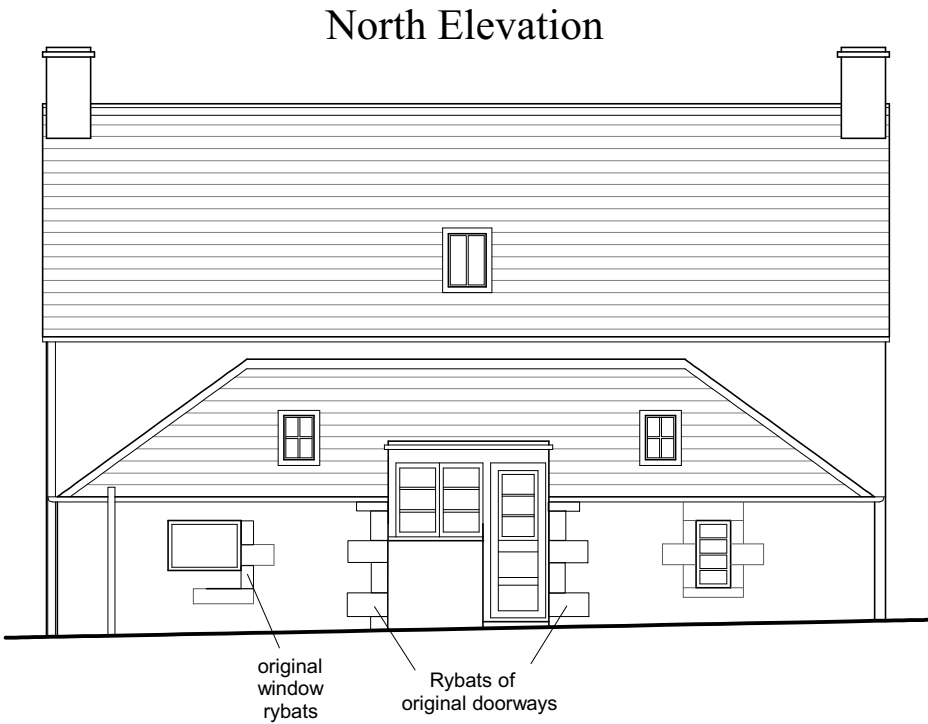 North Elevation
original
window
rybats
Rybats of
original doorways